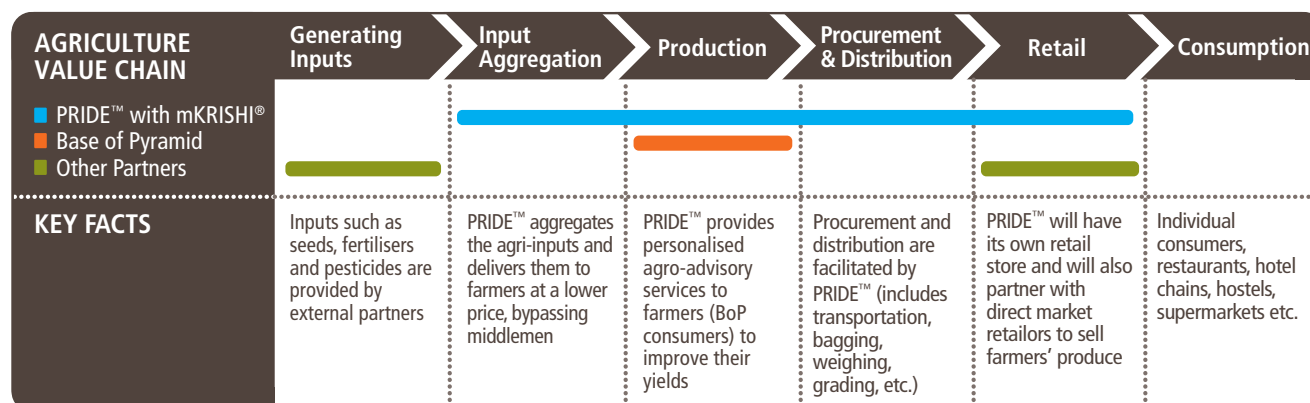 AGRICULTURE
VALUE CHAIN
PRIDE™ with mKRISHI®
Base of Pyramid
Other Partners
Generating
Inputs
Input
Aggregation
Production
Procurement
& Distribution
Retail
Consumption
KEY FACTS
Inputs such as
seeds, fertilisers
and pesticides are
provided by
external partners
PRIDE™ aggregates
the agri-inputs and
delivers them to
farmers at a lower
price, bypassing
middlemen
PRIDE™ provides
personalised
agro-advisory
services to
farmers (BoP
consumers) to
improve their
yields
Procurement and
distribution are
facilitated by
PRIDE™ (includes
transportation,
bagging,
weighing,
grading, etc.)
PRIDE™ will have
its own retail
store and will also
partner with
direct market
retailors to sell
farmers’ produce
Individual
consumers,
restaurants, hotel
chains, hostels,
supermarkets etc.